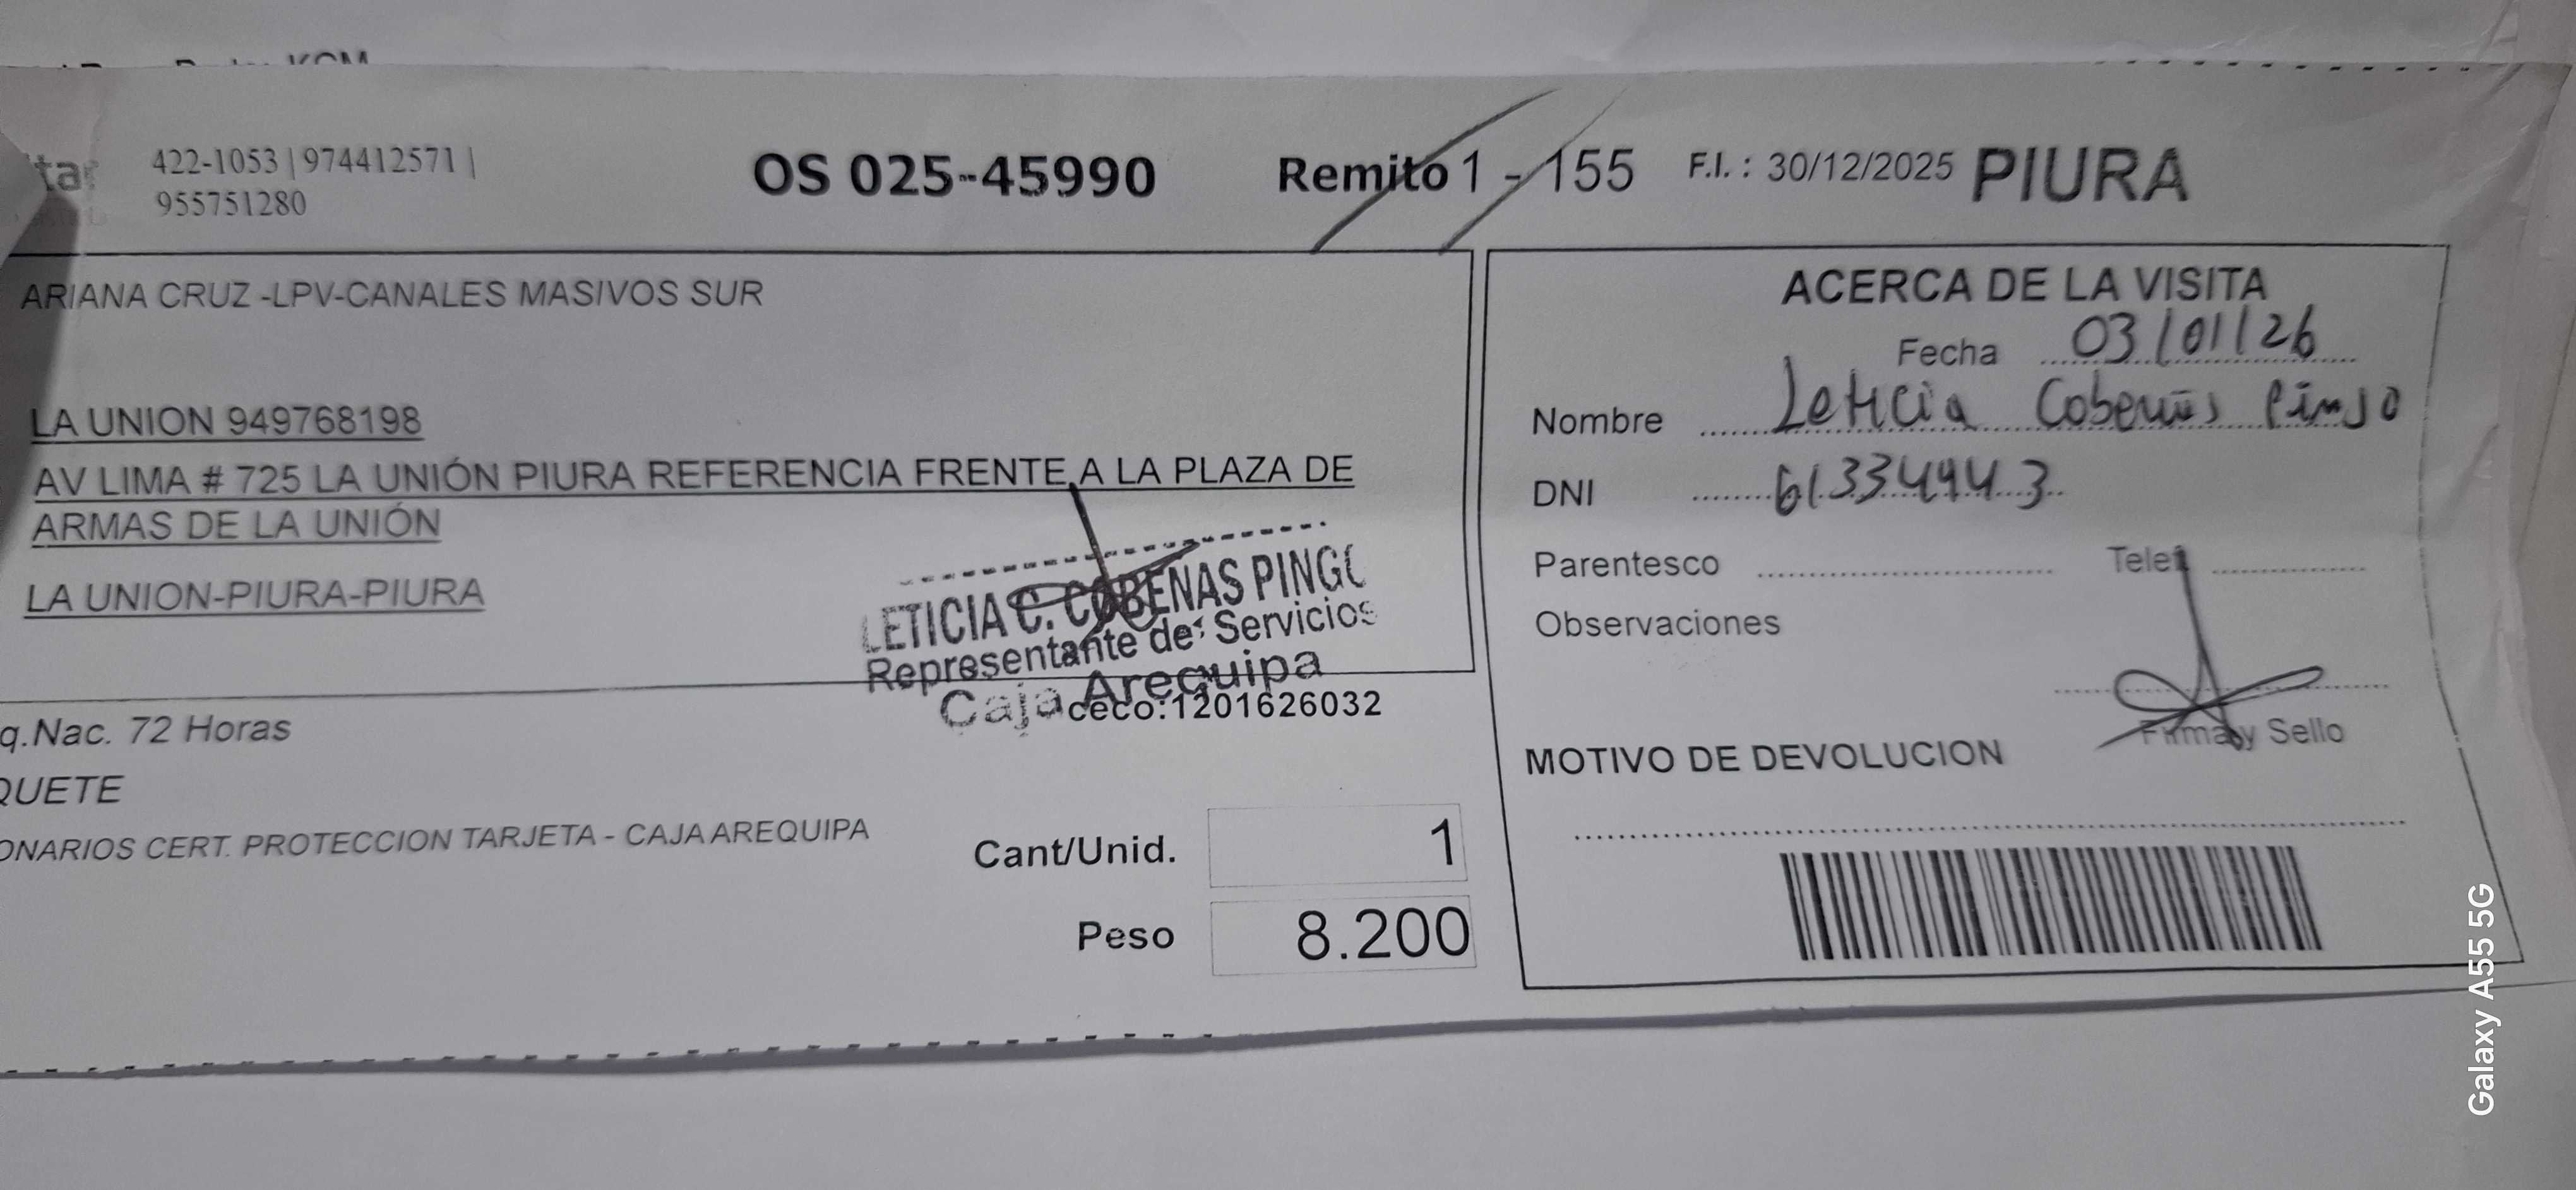 tar
422-1053 | 974412571 |
955751280
OS 025-45990
Remito 1 - 155
F.I. : 30/12/2025
PIURA
ARIANA CRUZ -LPV-CANALES MASIVOS SUR
LA UNION 949768198
AV LIMA # 725 LA UNIÓN PIURA REFERENCIA FRENTE A LA PLAZA DE
ARMAS DE LA UNIÓN
LA UNION-PIURA-PIURA
LETICIA C. COBEÑAS PINGO
Representante de Servicios
Caja Arequipa
ceco:1201626032
q.Nac. 72 Horas
QUETE
ONARIOS CERT. PROTECCION TARJETA - CAJA AREQUIPA
Cant/Unid. 1
Peso 8.200
ACERCA DE LA VISITA
Fecha 03/01/26
Nombre Leticia Cobeñas Pingo
DNI 61334443
Parentesco Telef
Observaciones
Firma y Sello
MOTIVO DE DEVOLUCION
Galaxy A55 5G